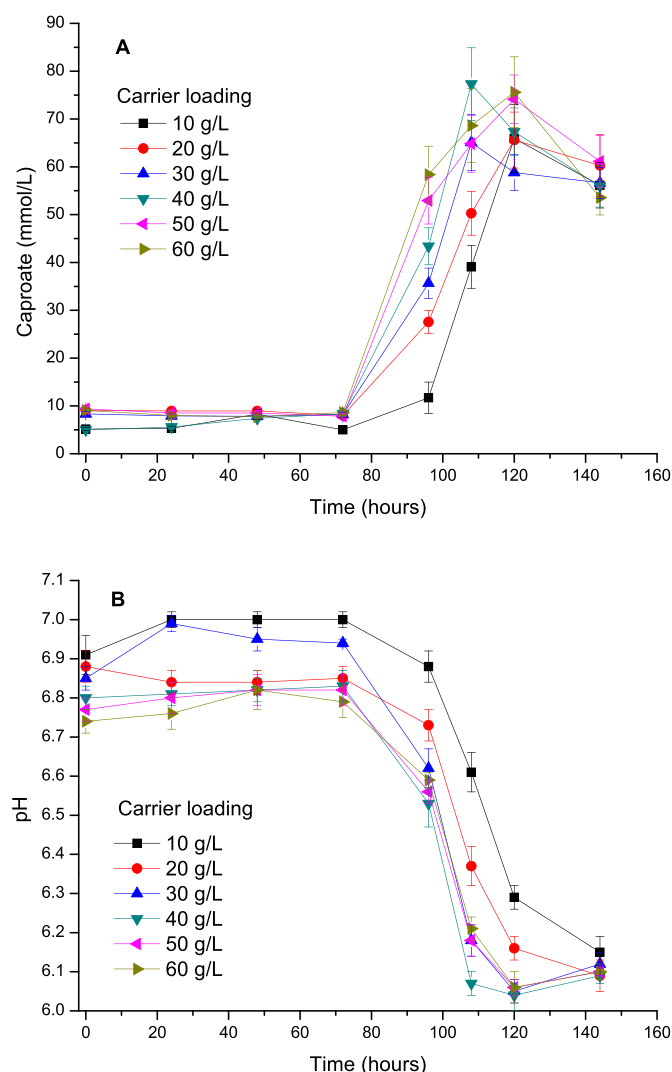 A
Carrier loading
10 g/L
20 g/L
30 g/L
40 g/L
50 g/L
60 g/L
Caproate (mmol/L)
90
80
70
60
50
40
30
20
10
0
0 20 40 60 80 100 120 140 160
Time (hours)
B
7.1
7.0
6.9
6.8
6.7
6.6
6.5
6.4
6.3
6.2
6.1
6.0
pH
Carrier loading
10 g/L
20 g/L
30 g/L
40 g/L
50 g/L
60 g/L
0 20 40 60 80 100 120 140 160
Time (hours)